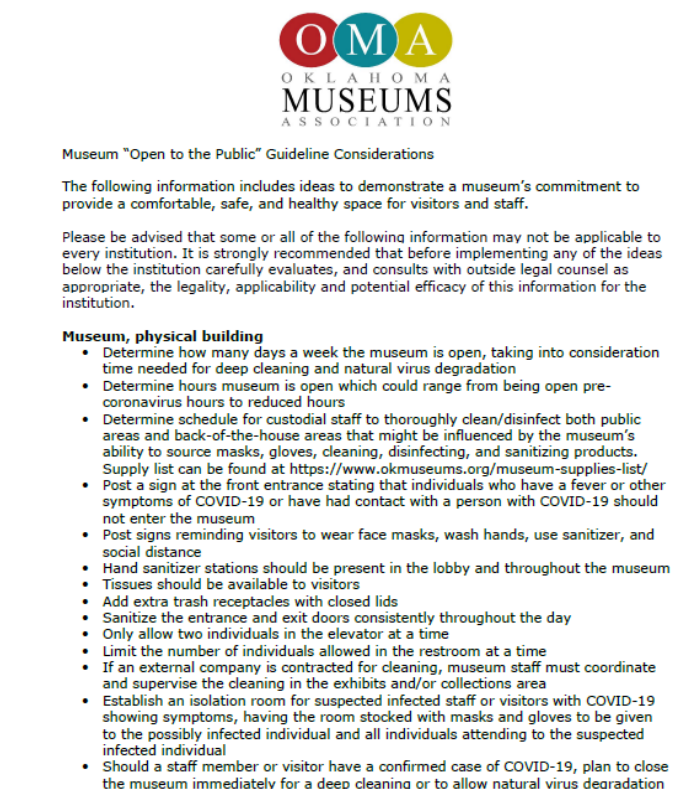 OMA
OKLAHOMA
MUSEUMS
ASSOCIATION
Museum “Open to the Public” Guideline Considerations
The following information includes ideas to demonstrate a museum’s commitment to
provide a comfortable, safe, and healthy space for visitors and staff.
Please be advised that some or all of the following information may not be applicable to
every institution. It is strongly recommended that before implementing any of the ideas
below the institution carefully evaluates, and consults with outside legal counsel as
appropriate, the legality, applicability and potential efficacy of this information for the
institution.
Museum, physical building
• Determine how many days a week the museum is open, taking into consideration
time needed for deep cleaning and natural virus degradation
• Determine hours museum is open which could range from being open pre-
coronavirus hours to reduced hours
• Determine schedule for custodial staff to thoroughly clean/disinfect both public
areas and back-of-the-house areas that might be influenced by the museum’s
ability to source masks, gloves, cleaning, disinfecting, and sanitizing products.
Supply list can be found at https://www.okmuseums.org/museum-supplies-list/
• Post a sign at the front entrance stating that individuals who have a fever or other
symptoms of COVID-19 or have had contact with a person with COVID-19 should
not enter the museum
• Post signs reminding visitors to wear face masks, wash hands, use sanitizer, and
social distance
• Hand sanitizer stations should be present in the lobby and throughout the museum
• Tissues should be available to visitors
• Add extra trash receptacles with closed lids
• Sanitize the entrance and exit doors consistently throughout the day
• Only allow two individuals in the elevator at a time
• Limit the number of individuals allowed in the restroom at a time
• If an external company is contracted for cleaning, museum staff must coordinate
and supervise the cleaning in the exhibits and/or collections area
• Establish an isolation room for suspected infected staff or visitors with COVID-19
showing symptoms, having the room stocked with masks and gloves to be given
to the possibly infected individual and all individuals attending to the suspected
infected individual
• Should a staff member or visitor have a confirmed case of COVID-19, plan to close
the museum immediately for a deep cleaning or to allow natural virus degradation